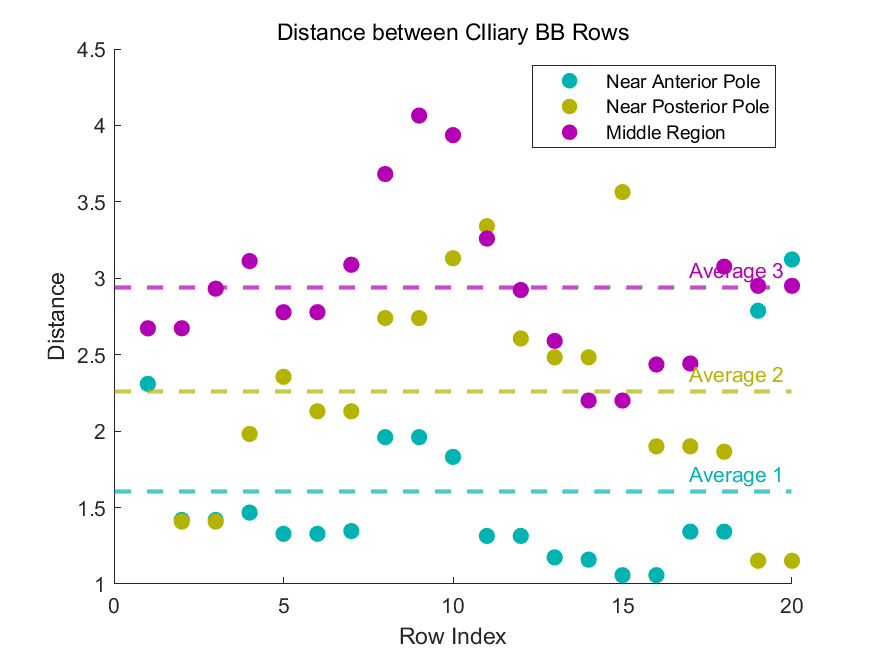 Distance between CIliary BB Rows
Near Anterior Pole
Near Posterior Pole
Middle Region
4.5
4
3.5
3
2.5
2
1.5
1
Distance
Average 3
Average 2
Average 1
0
5
10
15
20
Row Index